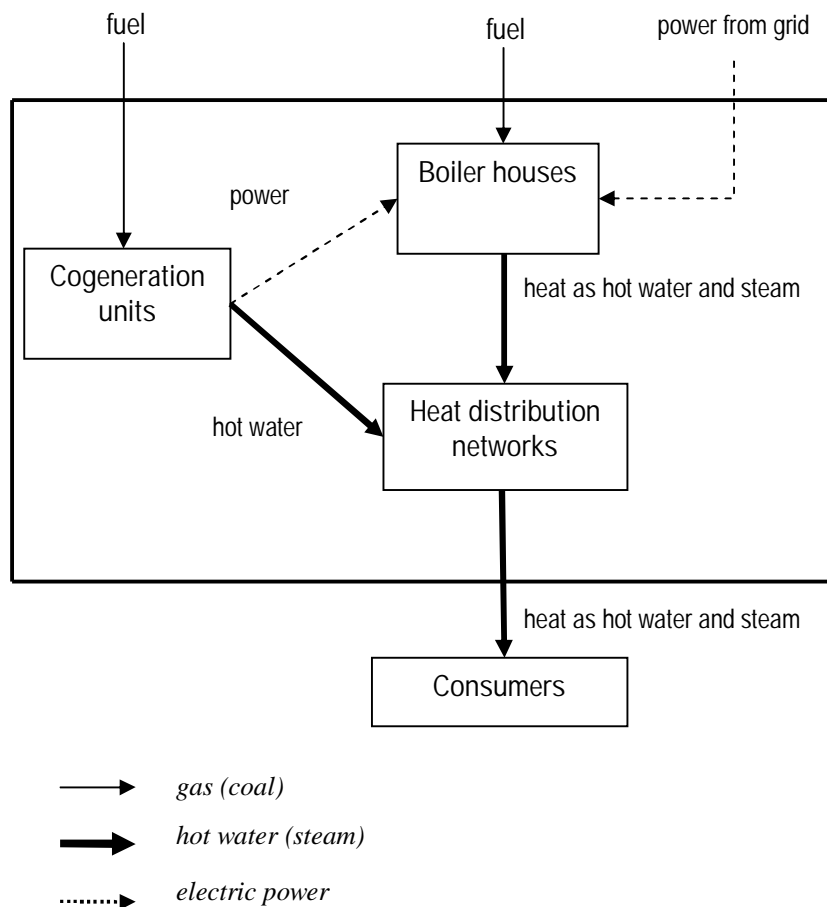 fuel
fuel
power from grid
Boiler houses
power
Cogeneration
units
heat as hot water and steam
Heat distribution
networks
hot water
heat as hot water and steam
Consumers
gas (coal)
hot water (steam)
electric power